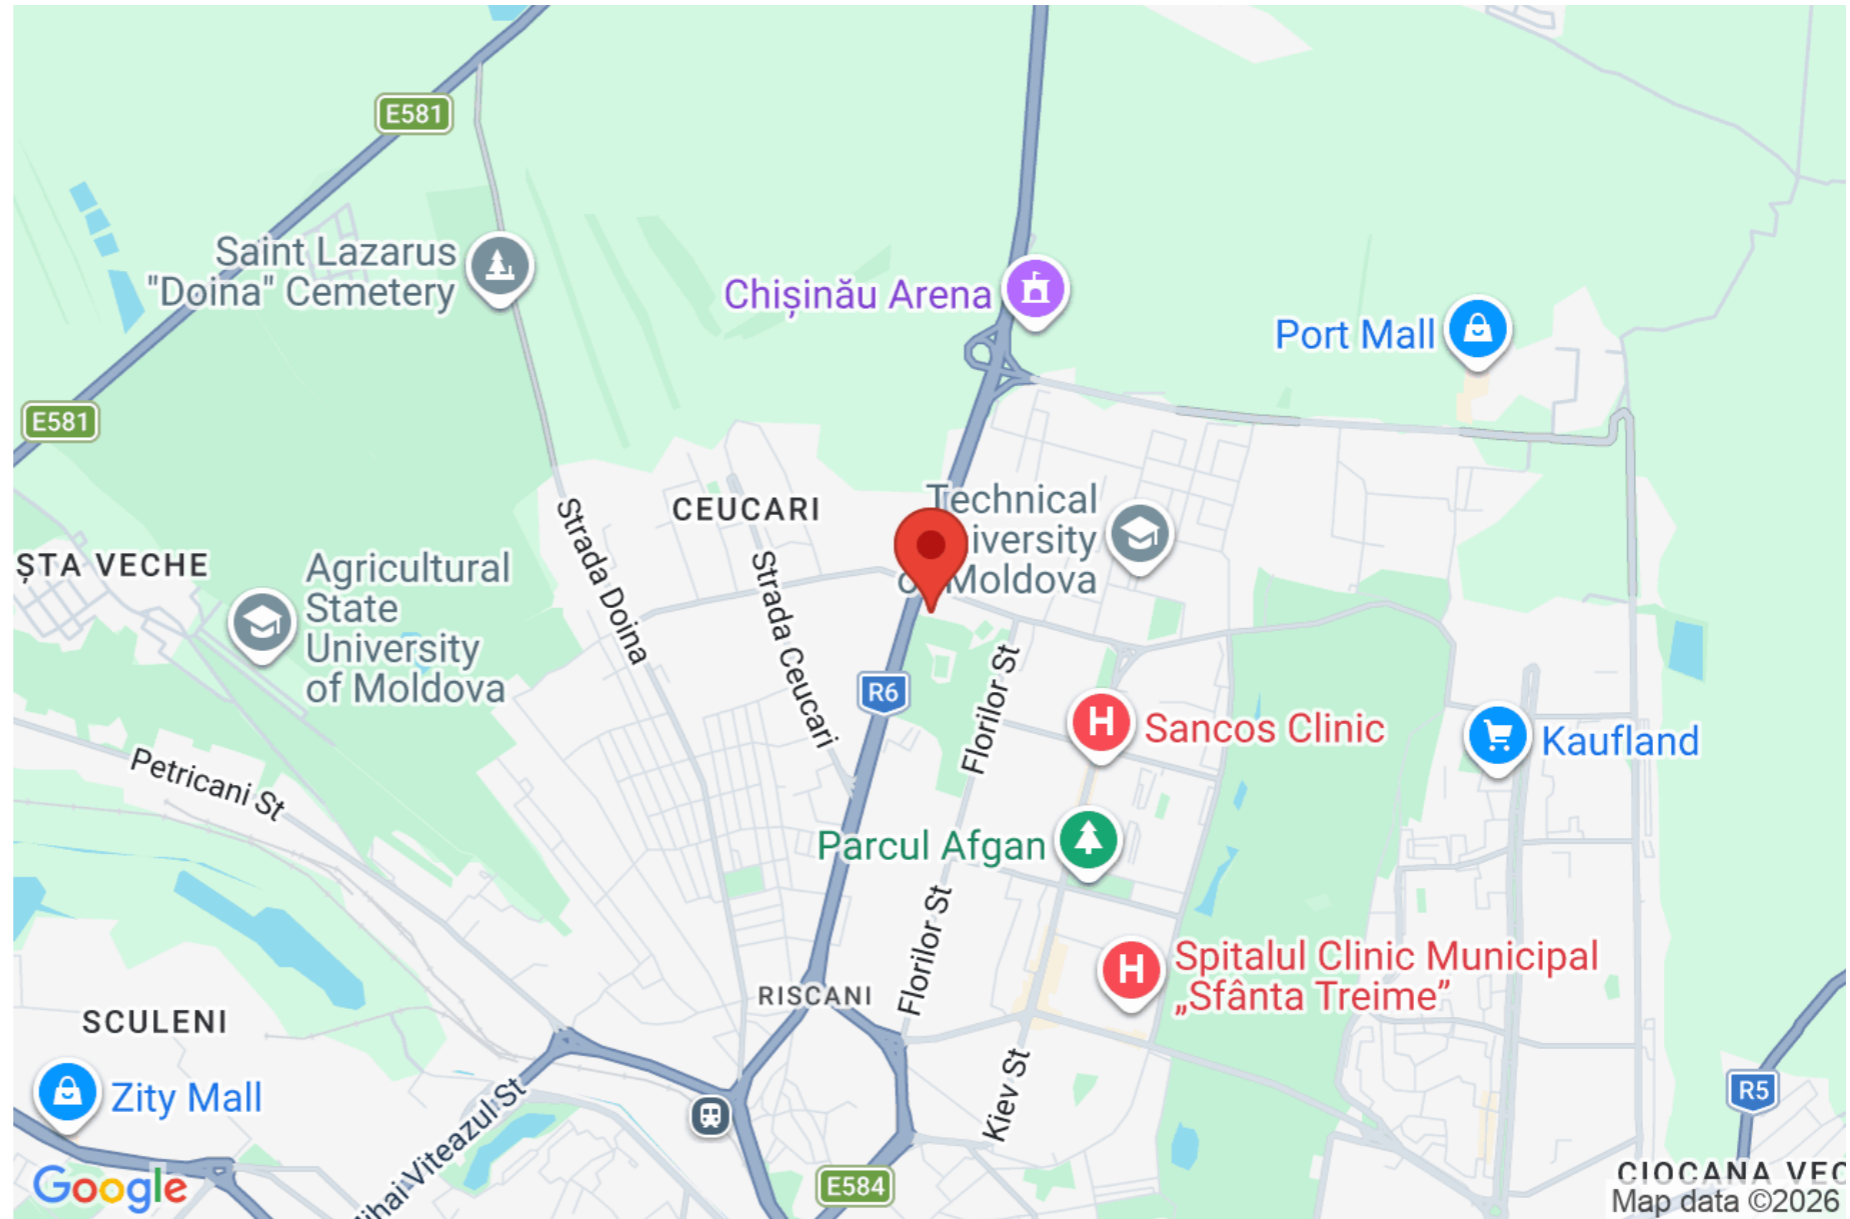 E581
Saint Lazarus
"Doina" Cemetery
Chișinău Arena
Port Mall
E581
CEUCARI
Technical
iversity
Moldova
Strada Doina
Strada Ceucari
ȘTA VECHE
Agricultural
State
University
of Moldova
R6
Florilor St
Sancos Clinic
Kaufland
Petricani St
Parcul Afgan
Florilor St
Spitalul Clinic Municipal
„Sfânta Treime”
RISCANI
SCULENI
Kiev St
Zity Mall
R5
ihai Viteazul St
E584
CIOCANA VEC
Google
Map data ©2026